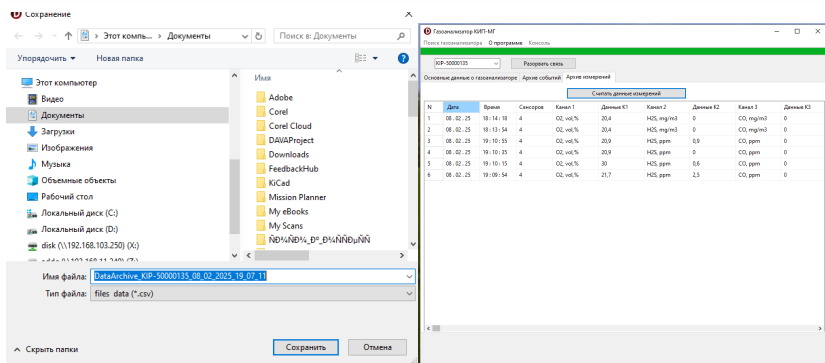 Сохранение
Этот компь... > Документы
Поиск в: Документы
Упорядочить
Новая папка
Этот компьютер
Видео
Документы
Загрузки
Изображения
Музыка
Объемные объекты
Рабочий стол
Локальный диск (C:)
Локальный диск (D:)
disk (\\192.168.103.250) (X:)
Имя
Adobe
Corel
Corel Cloud
DAVAProject
Downloads
FeedbackHub
KiCad
Mission Planner
My eBooks
My Scans
Имя файла: DataArchive_KIP-50000135_08_02_2025_19_07_11
Тип файла: files data (*.csv)
Скрыть папки
Сохранить
Отмена
Газоанализатор КИП-МГ
Поиск газоанализатора О программе Консоль
KIP-50000135
Разорвать связь
Основные данные о газоанализаторе Архив событий Архив измерений
Считать данные измерений
N Дата Время Сенсоров Канал 1 Данные К1 Канал 2 Данные К2 Канал 3 Данные К3
1 08 . 02 . 25 18 : 14 : 18 4 O2, vol,% 20,4 H2S, mg/m3 0 CO, mg/m3 0
2 08 . 02 . 25 18 : 13 : 54 4 O2, vol,% 20,4 H2S, mg/m3 0 CO, mg/m3 0
3 08 . 02 . 25 19 : 10 : 55 4 O2, vol,% 20,9 H2S, ppm 0,9 CO, ppm 0
4 08 . 02 . 25 19 : 10 : 35 4 O2, vol,% 20,9 H2S, ppm 0 CO, ppm 0
5 08 . 02 . 25 19 : 10 : 15 4 O2, vol,% 30 H2S, ppm 0,6 CO, ppm 0
6 08 . 02 . 25 19 : 09 : 54 4 O2, vol,% 21,7 H2S, ppm 2,5 CO, ppm 0